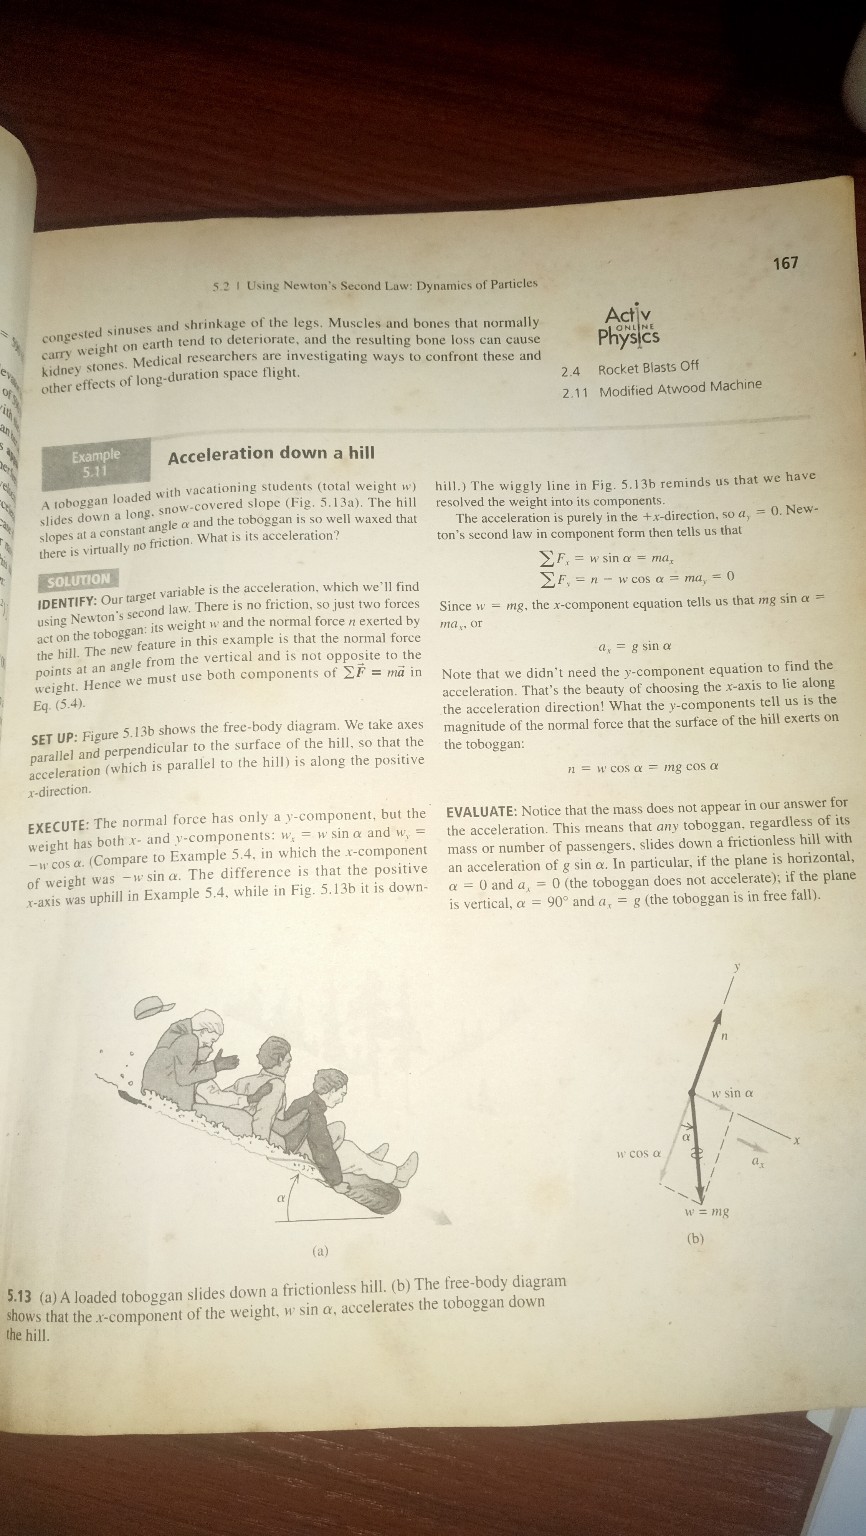 5.2 | Using Newton's Second Law: Dynamics of Particles
167
congested sinuses and shrinkage of the legs. Muscles and bones that normally
carry weight on earth tend to deteriorate, and the resulting bone loss can cause
kidney stones. Medical researchers are investigating ways to confront these and
other effects of long-duration space flight.
Activ
ONLINE
Physics
2.4 Rocket Blasts Off
2.11 Modified Atwood Machine
Example
5.11
Acceleration down a hill
A toboggan loaded with vacationing students (total weight w)
slides down a long, snow-covered slope (Fig. 5.13a). The hill
slopes at a constant angle α and the toboggan is so well waxed that
there is virtually no friction. What is its acceleration?
SOLUTION
IDENTIFY: Our target variable is the acceleration, which we'll find
using Newton's second law. There is no friction, so just two forces
act on the toboggan: its weight w and the normal force n exerted by
the hill. The new feature in this example is that the normal force
points at an angle from the vertical and is not opposite to the
weight. Hence we must use both components of ΣF⃗ = ma⃗ in
Eq. (5.4).
SET UP: Figure 5.13b shows the free-body diagram. We take axes
parallel and perpendicular to the surface of the hill, so that the
acceleration (which is parallel to the hill) is along the positive
x-direction.
EXECUTE: The normal force has only a y-component, but the
weight has both x- and y-components: wₓ = w sin α and wᵧ =
−w cos α. (Compare to Example 5.4, in which the x-component
of weight was −w sin α. The difference is that the positive
x-axis was uphill in Example 5.4, while in Fig. 5.13b it is down-
hill.) The wiggly line in Fig. 5.13b reminds us that we have
resolved the weight into its components.
The acceleration is purely in the +x-direction, so aᵧ = 0. New-
ton's second law in component form then tells us that
ΣFₓ = w sin α = maₓ
ΣFᵧ = n − w cos α = maᵧ = 0
Since w = mg, the x-component equation tells us that mg sin α =
maₓ, or
aₓ = g sin α
Note that we didn't need the y-component equation to find the
acceleration. That's the beauty of choosing the x-axis to lie along
the acceleration direction! What the y-components tell us is the
magnitude of the normal force that the surface of the hill exerts on
the toboggan:
n = w cos α = mg cos α
EVALUATE: Notice that the mass does not appear in our answer for
the acceleration. This means that any toboggan, regardless of its
mass or number of passengers, slides down a frictionless hill with
an acceleration of g sin α. In particular, if the plane is horizontal,
α = 0 and aₓ = 0 (the toboggan does not accelerate); if the plane
is vertical, α = 90° and aₓ = g (the toboggan is in free fall).
α
(a)
y
n
w sin α
x
α
w cos α
aₓ
w = mg
(b)
5.13 (a) A loaded toboggan slides down a frictionless hill. (b) The free-body diagram
shows that the x-component of the weight, w sin α, accelerates the toboggan down
the hill.